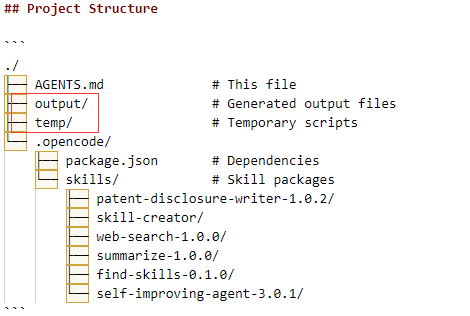 ## Project Structure
```
./
├── AGENTS.md              # This file
├── output/                # Generated output files
├── temp/                  # Temporary scripts
└── .opencode/
    ├── package.json       # Dependencies
    └── skills/            # Skill packages
        ├── patent-disclosure-writer-1.0.2/
        ├── skill-creator/
        ├── web-search-1.0.0/
        ├── summarize-1.0.0/
        ├── find-skills-0.1.0/
        └── self-improving-agent-3.0.1/
```